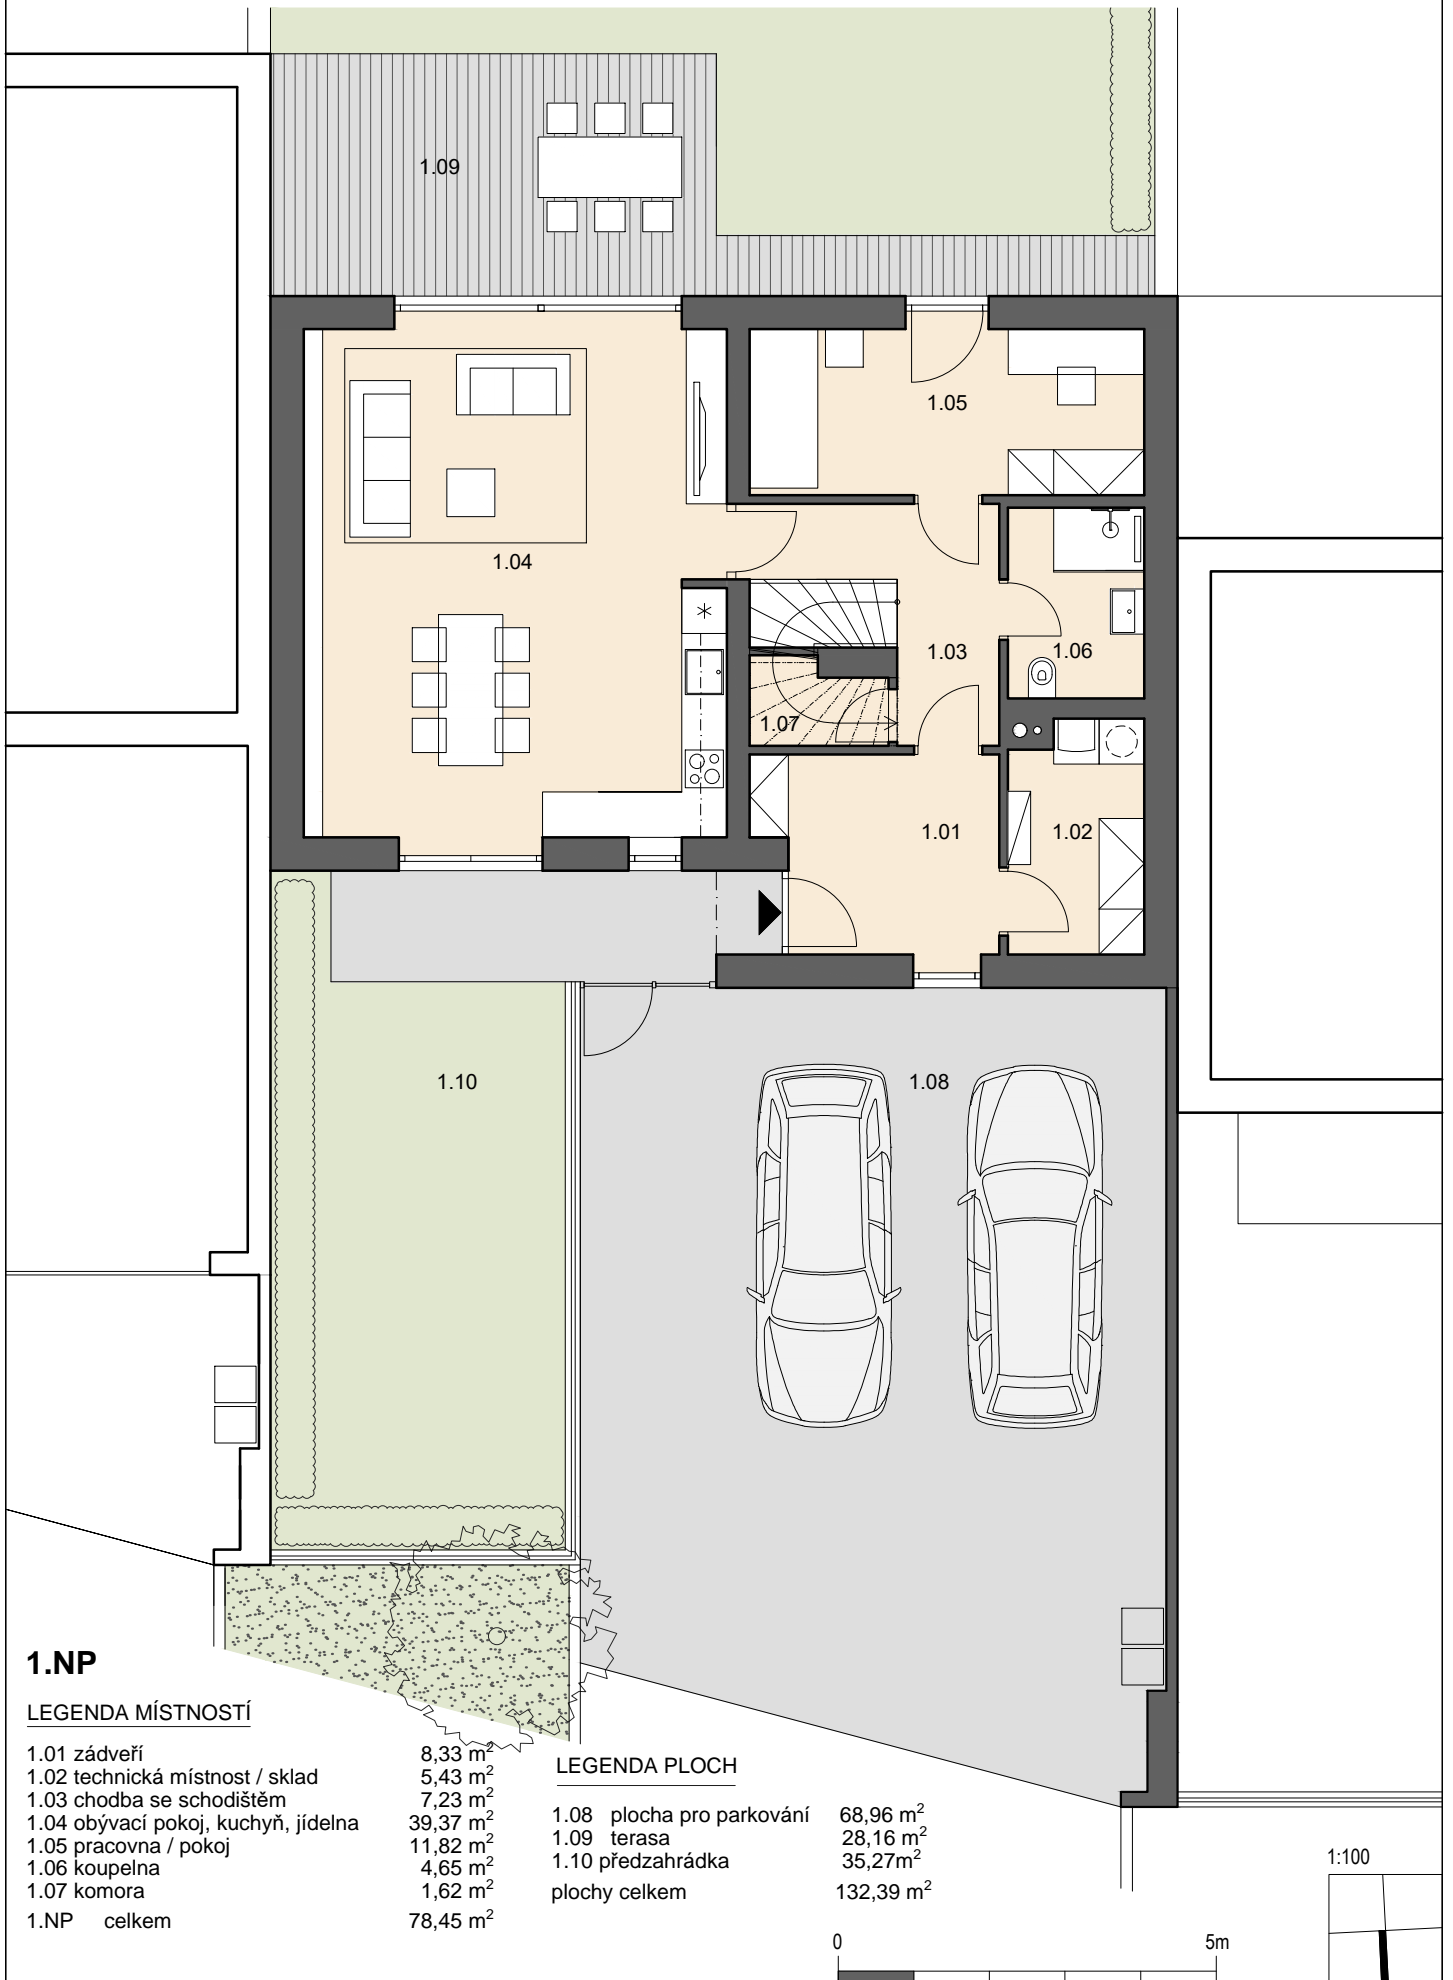 1.09
1.05
1.04
1.03
1.06
1.07
1.01
1.02
1.10
1.08
1.NP
LEGENDA MÍSTNOSTÍ
1.01 zádveří 8,33 m²
1.02 technická místnost / sklad 5,43 m²
1.03 chodba se schodištěm 7,23 m²
1.04 obývací pokoj, kuchyň, jídelna 39,37 m²
1.05 pracovna / pokoj 11,82 m²
1.06 koupelna 4,65 m²
1.07 komora 1,62 m²
1.NP celkem 78,45 m²
LEGENDA PLOCH
1.08 plocha pro parkování 68,96 m²
1.09 terasa 28,16 m²
1.10 předzahrádka 35,27m²
plochy celkem 132,39 m²
1:100
0 5m